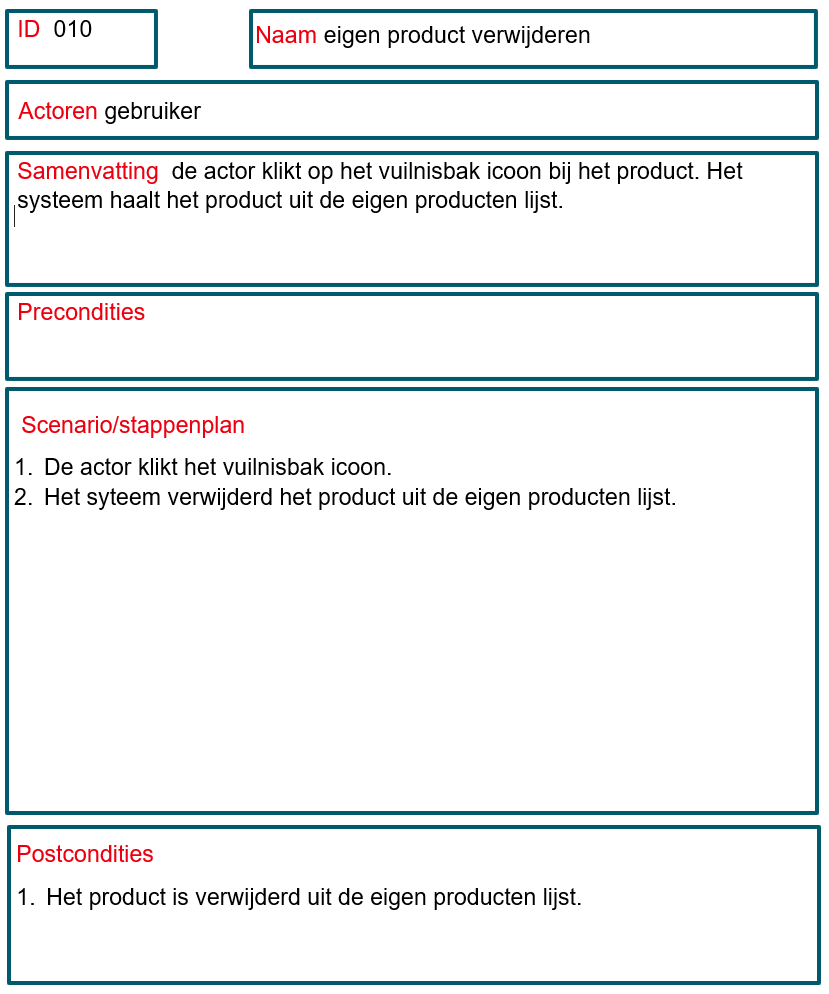 ID 010
Naam eigen product verwijderen
Actoren gebruiker
Samenvatting de actor klikt op het vuilnisbak icoon bij het product. Het
systeem haalt het product uit de eigen producten lijst.
Precondities
Scenario/stappenplan
1. De actor klikt het vuilnisbak icoon.
2. Het syteem verwijderd het product uit de eigen producten lijst.
Postcondities
1. Het product is verwijderd uit de eigen producten lijst.